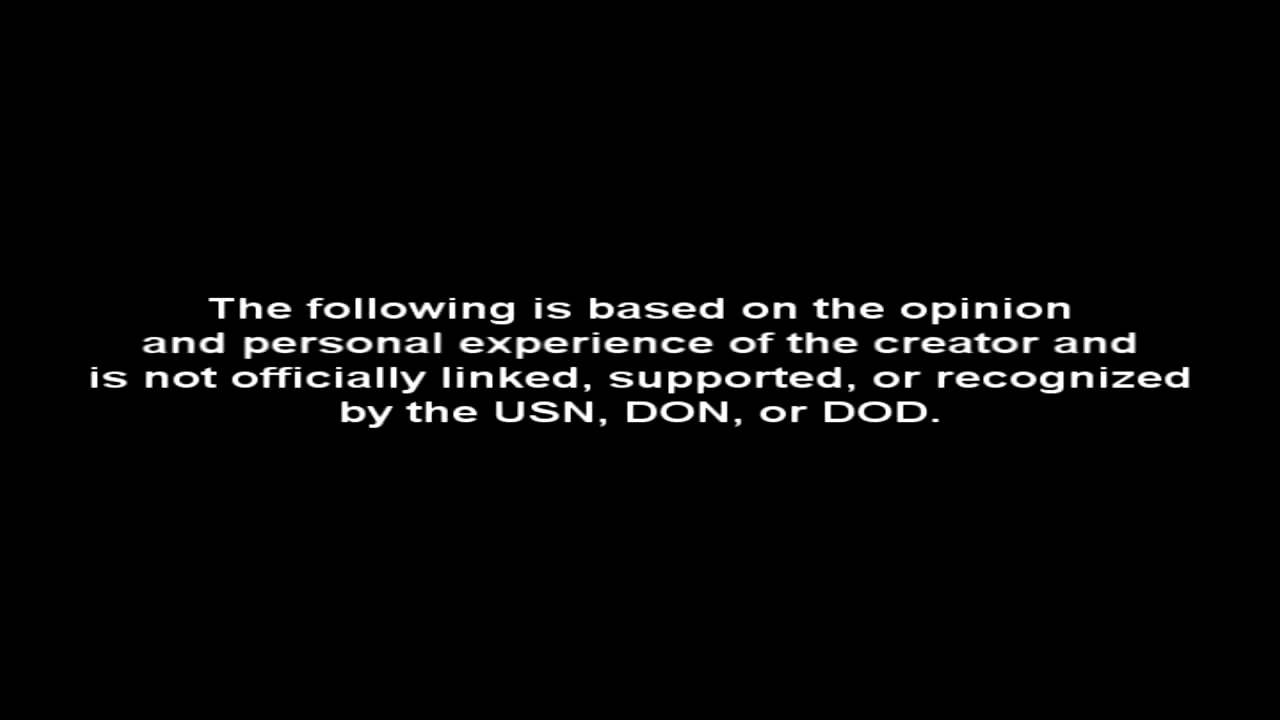 The following is based on the opinion
and personal experience of the creator and
is not officially linked, supported, or recognized
by the USN, DON, or DOD.